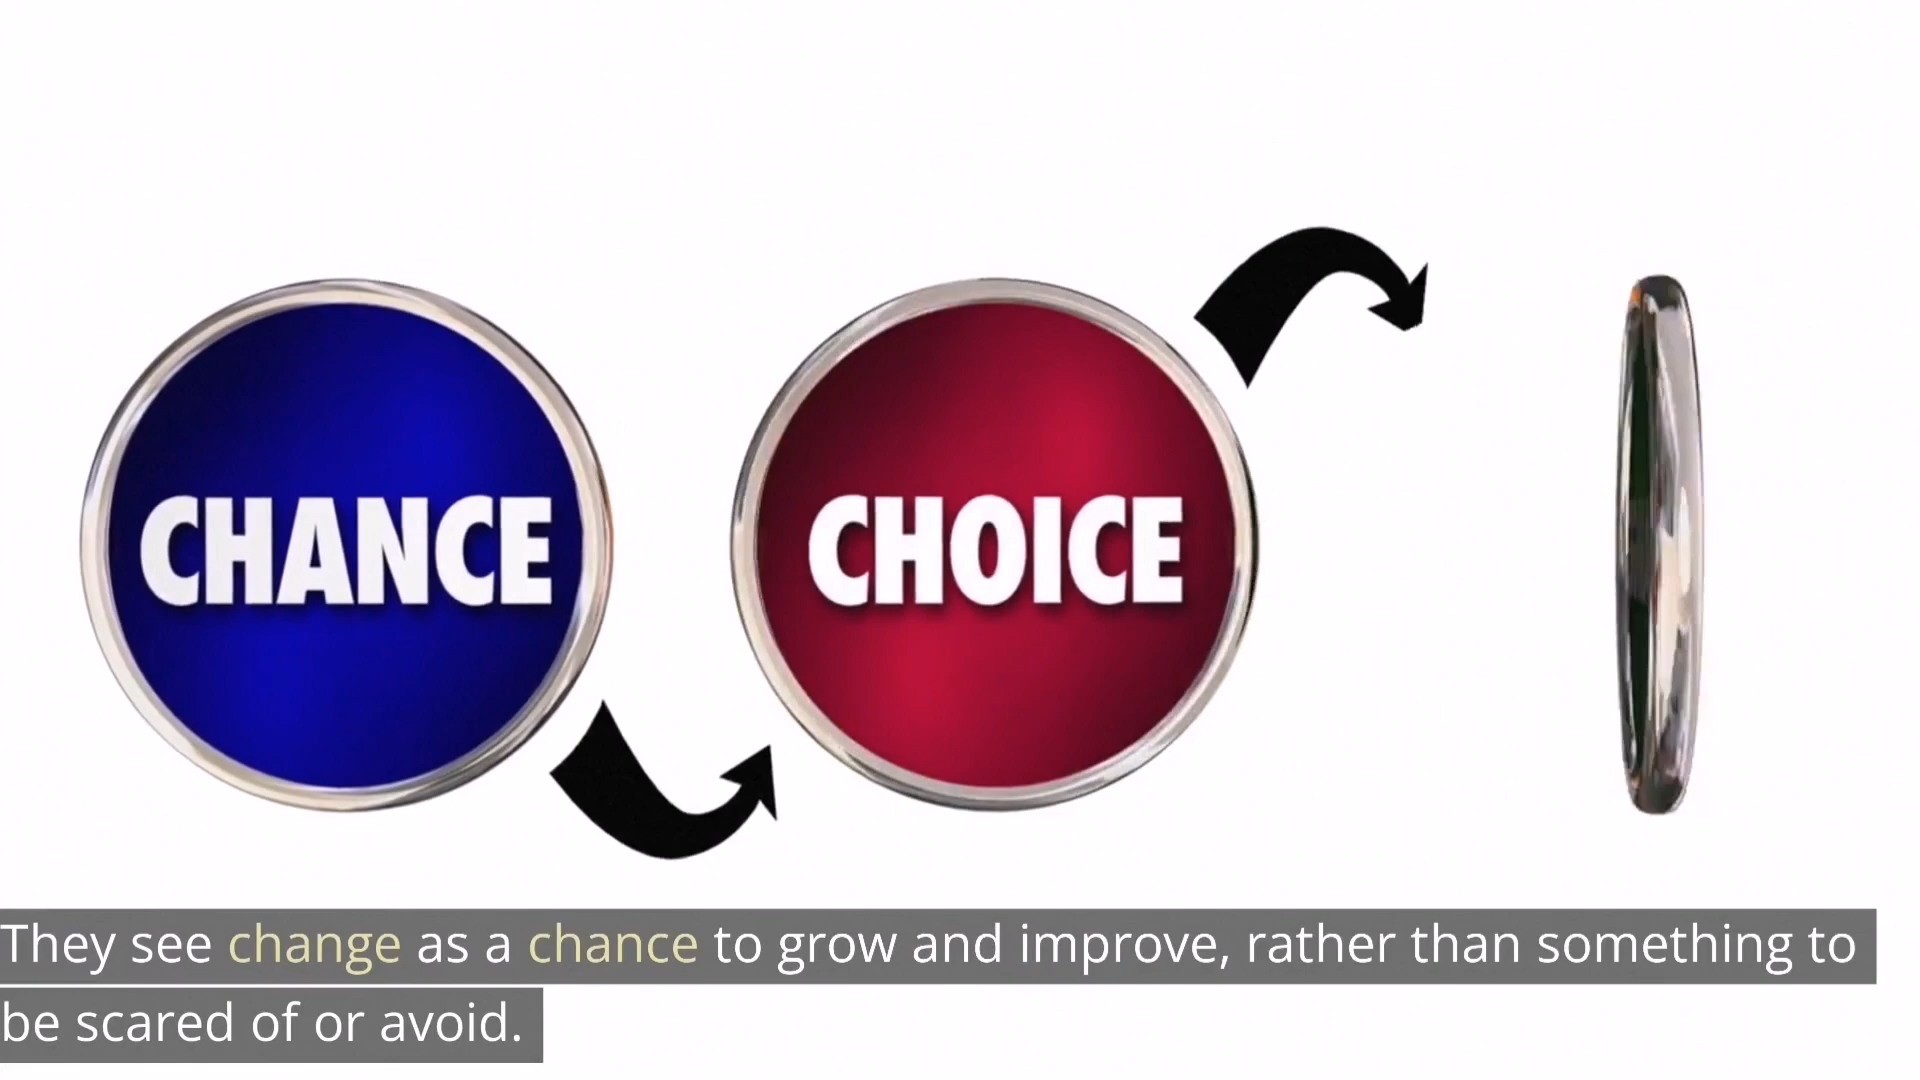 CHANCE
CHOICE
They see change as a chance to grow and improve, rather than something to
be scared of or avoid.